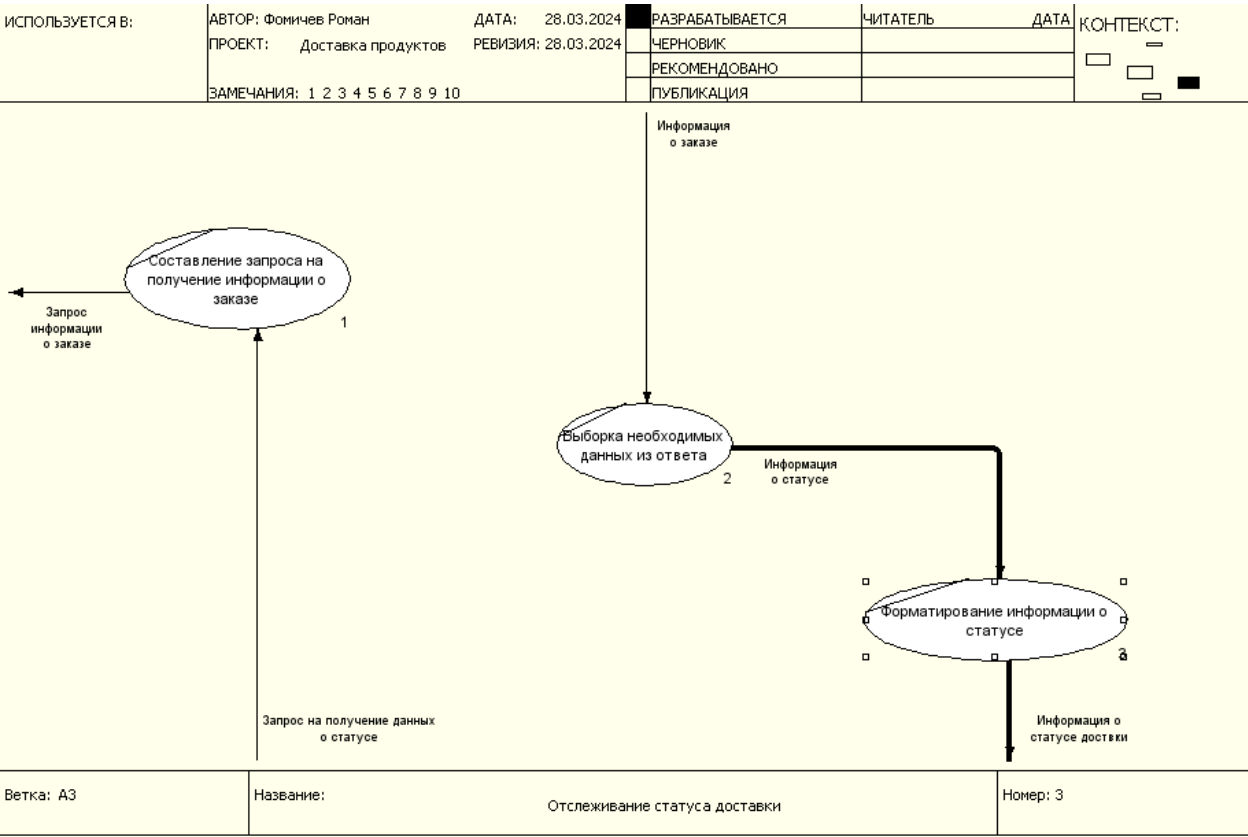 ИСПОЛЬЗУЕТСЯ В:
АВТОР: Фомичев Роман
ДАТА: 28.03.2024
ПРОЕКТ: Доставка продуктов
РЕВИЗИЯ: 28.03.2024
ЗАМЕЧАНИЯ: 1 2 3 4 5 6 7 8 9 10
РАЗРАБАТЫВАЕТСЯ
ЧЕРНОВИК
РЕКОМЕНДОВАНО
ПУБЛИКАЦИЯ
ЧИТАТЕЛЬ
ДАТА
КОНТЕКСТ:
Информация
о заказе
Составление запроса на
получение информации о
заказе
1
Запрос
информации
о заказе
Выборка необходимых
данных из ответа
2
Информация
о статусе
Форматирование информации о
статусе
3
Запрос на получение данных
о статусе
Информация о
статусе доствки
Ветка: A3
Название:
Отслеживание статуса доставки
Номер: 3